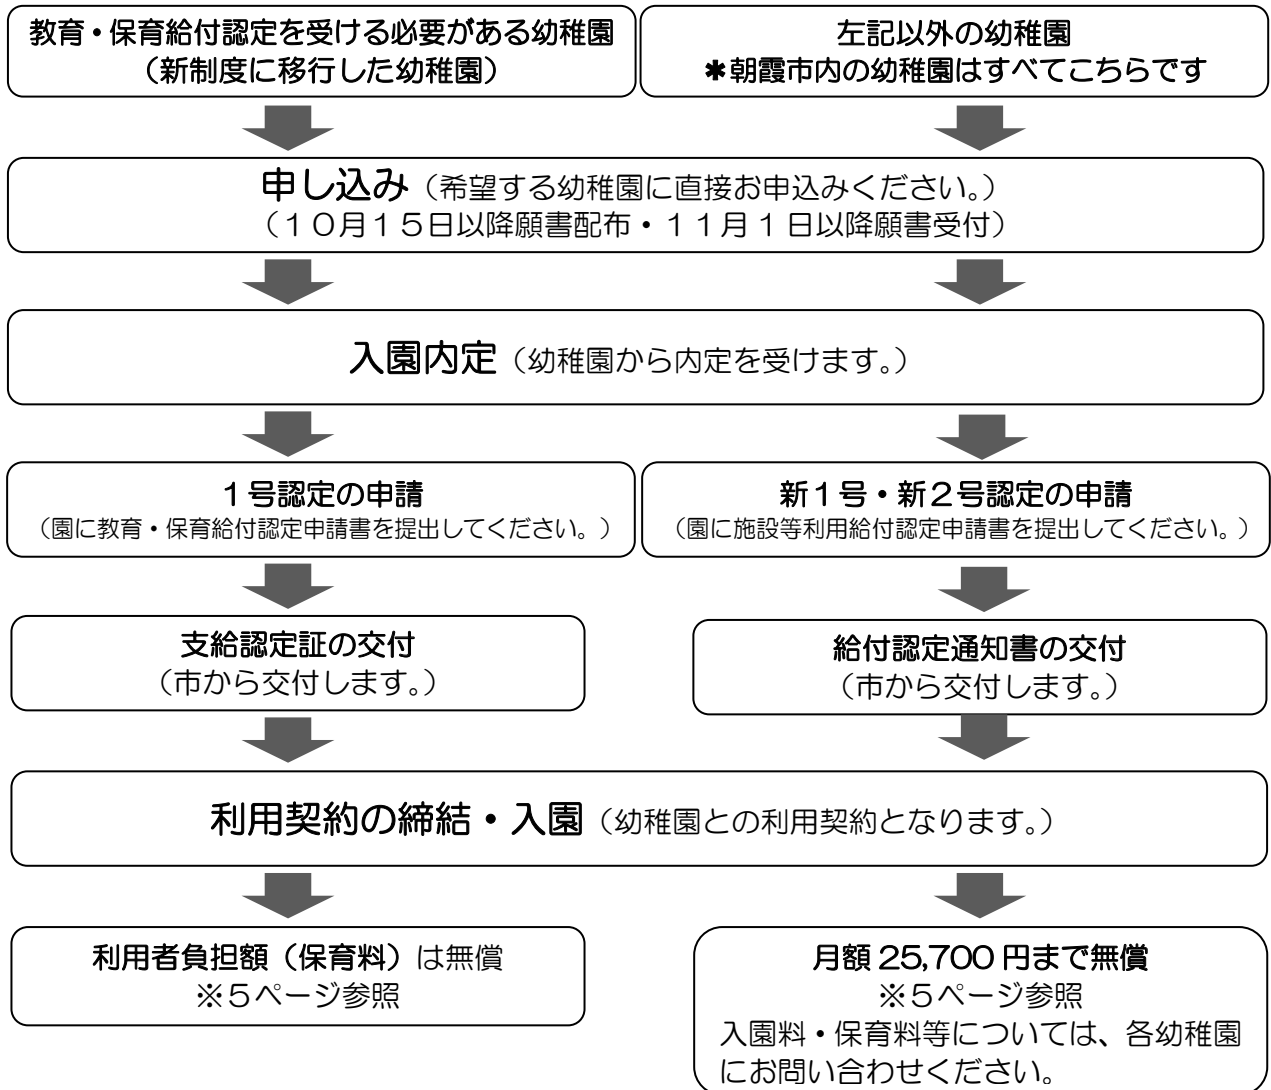 教育・保育給付認定を受ける必要がある幼稚園
（新制度に移行した幼稚園）
左記以外の幼稚園
＊朝霞市内の幼稚園はすべてこちらです
申し込み（希望する幼稚園に直接お申込みください。）
（１０月１５日以降願書配布・１１月１日以降願書受付）
入園内定（幼稚園から内定を受けます。）
１号認定の申請
（園に教育・保育給付認定申請書を提出してください。）
新１号・新２号認定の申請
（園に施設等利用給付認定申請書を提出してください。）
支給認定証の交付
（市から交付します。）
給付認定通知書の交付
（市から交付します。）
利用契約の締結・入園（幼稚園との利用契約となります。）
利用者負担額（保育料）は無償
※５ページ参照
月額 25,700 円まで無償
※５ページ参照
入園料・保育料等については、各幼稚園
にお問い合わせください。